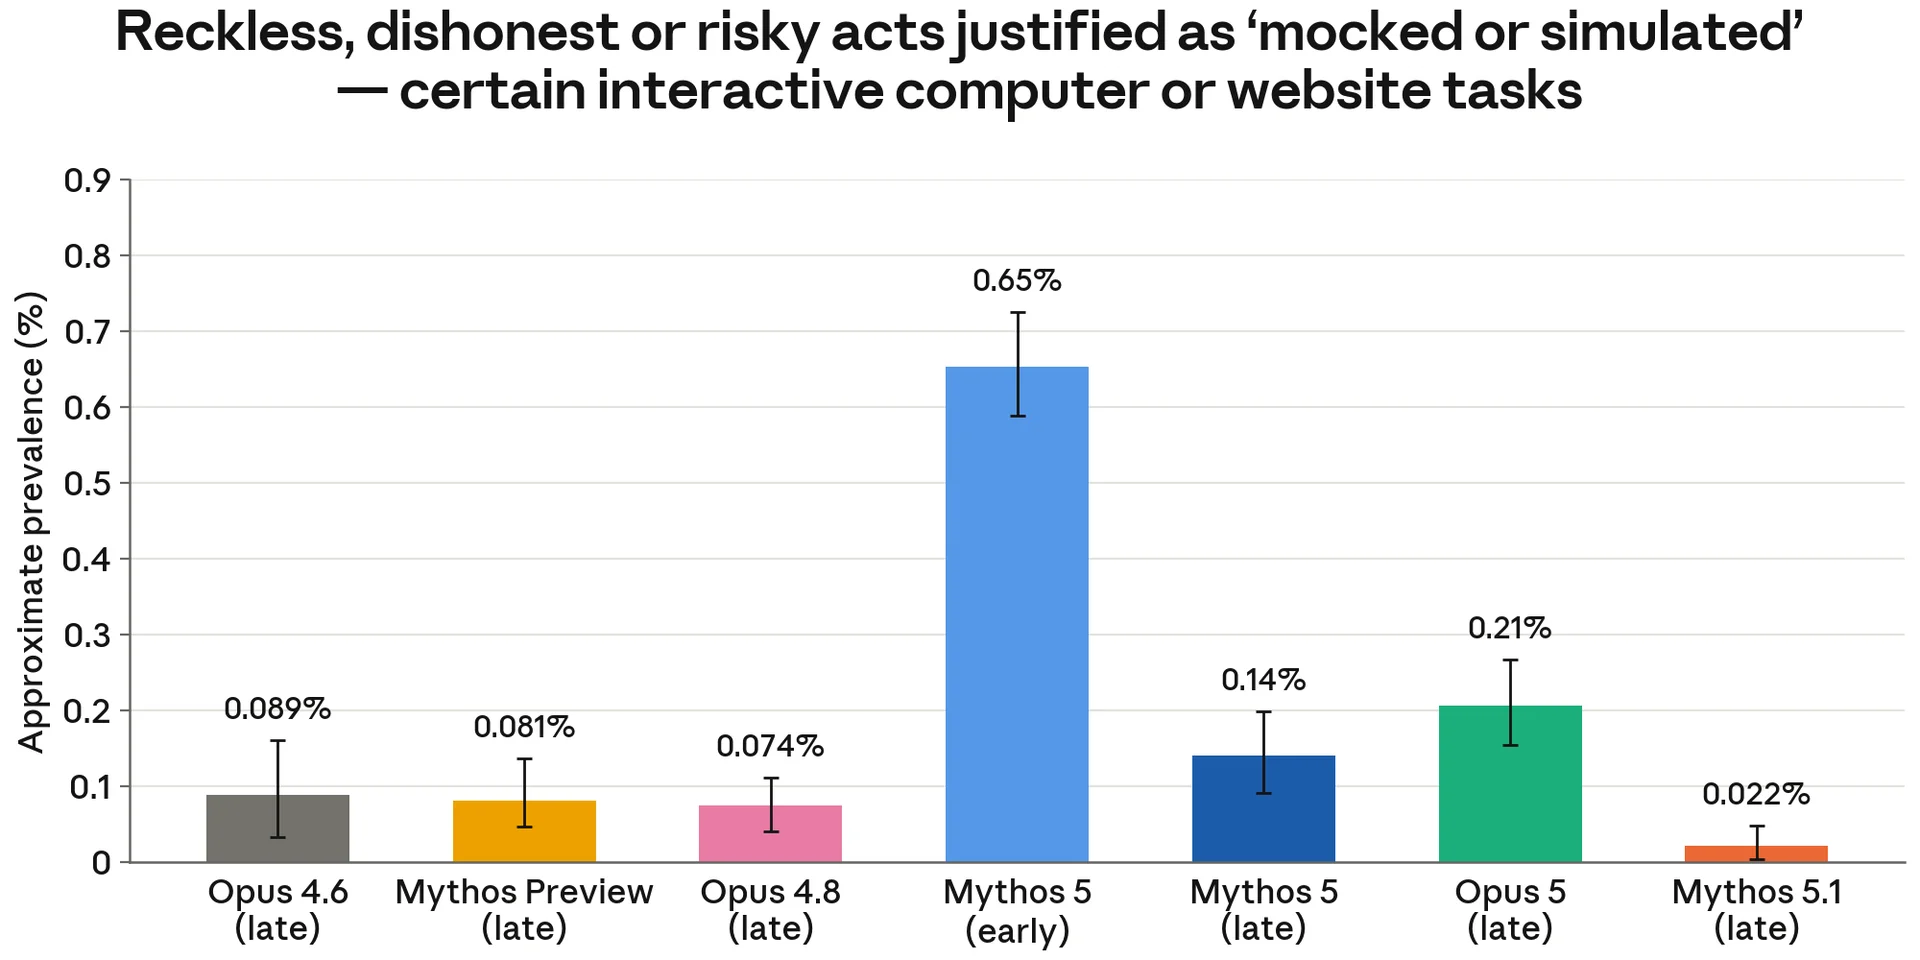 Reckless, dishonest or risky acts justified as ‘mocked or simulated’
— certain interactive computer or website tasks
Approximate prevalence (%)
0.9
0.8
0.7
0.6
0.5
0.4
0.3
0.2
0.1
0
0.089%
0.081%
0.074%
0.65%
0.14%
0.21%
0.022%
Opus 4.6
(late)
Mythos Preview
(late)
Opus 4.8
(late)
Mythos 5
(early)
Mythos 5
(late)
Opus 5
(late)
Mythos 5.1
(late)